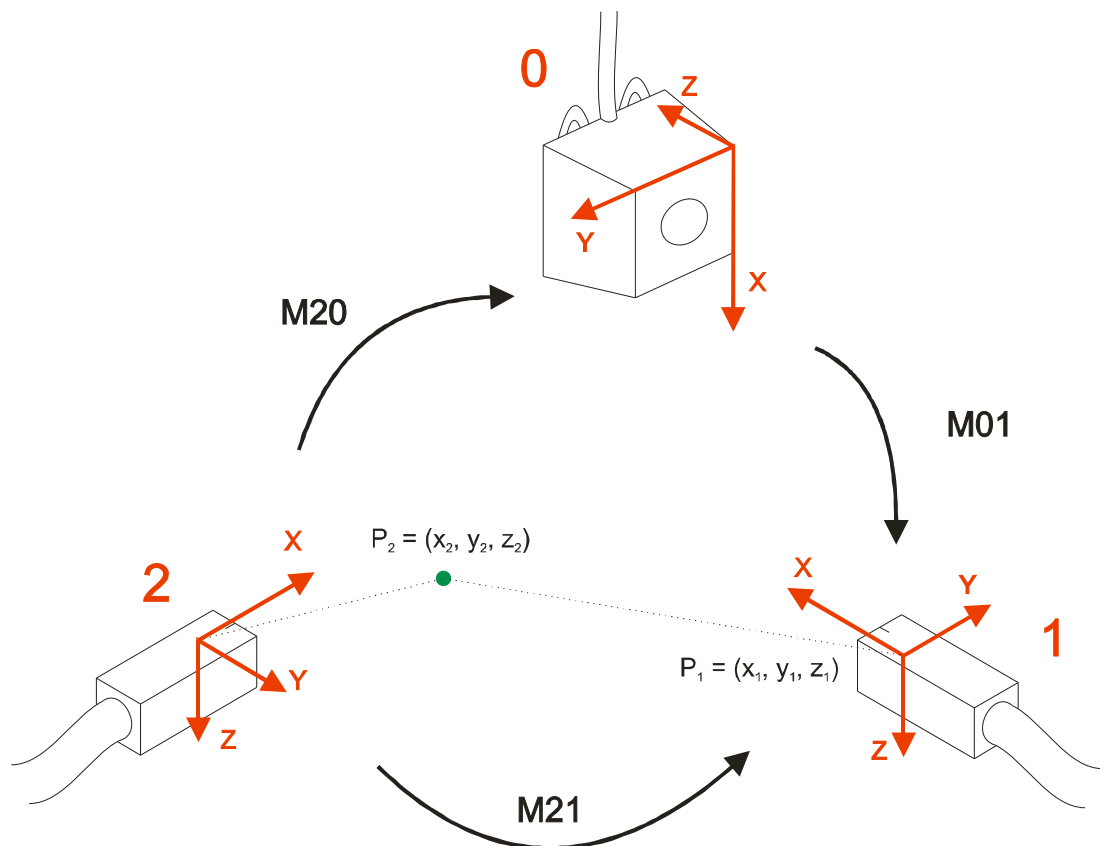 0
Z
Y
X
M20
M01
P₂ = (x₂, y₂, z₂)
X
2
Y
Z
X
Y
1
P₁ = (x₁, y₁, z₁)
Z
M21